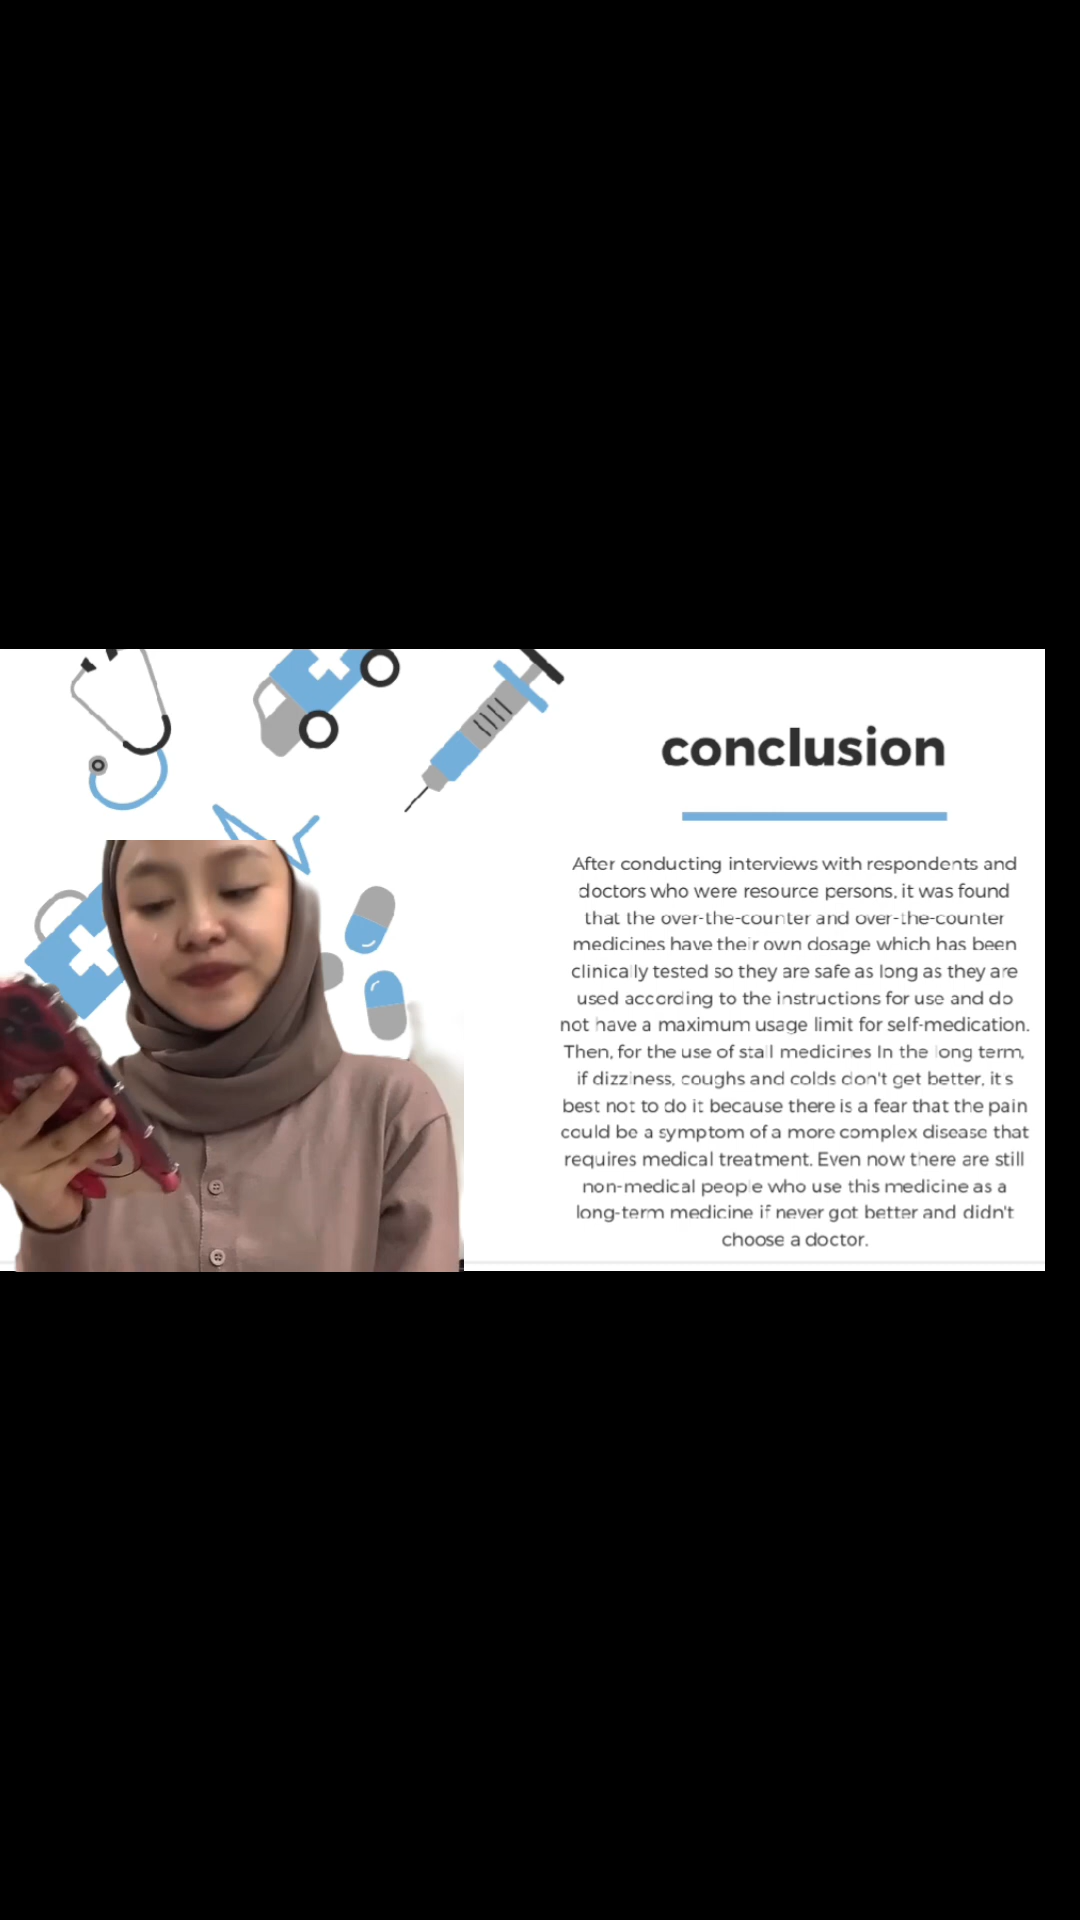 conclusion
After conducting interviews with respondents and
doctors who were resource persons, it was found
that the over-the-counter and over-the-counter
medicines have their own dosage which has been
clinically tested so they are safe as long as they are
used according to the instructions for use and do
not have a maximum usage limit for self-medication.
Then, for the use of stall medicines In the long term,
if dizziness, coughs and colds don't get better, it's
best not to do it because there is a fear that the pain
could be a symptom of a more complex disease that
requires medical treatment. Even now there are still
non-medical people who use this medicine as a
long-term medicine if never got better and didn't
choose a doctor.